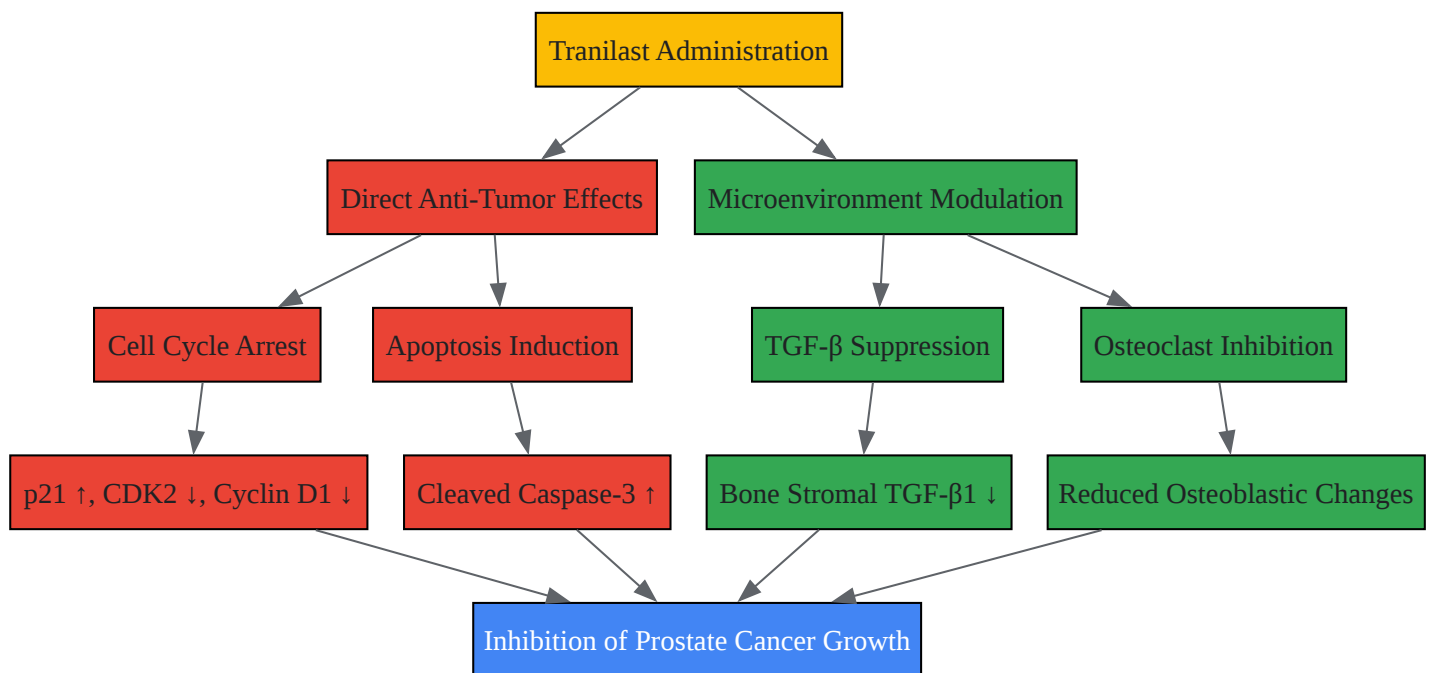 Tranilast Administration
Direct Anti-Tumor Effects
Microenvironment Modulation
Cell Cycle Arrest
Apoptosis Induction
TGF-β Suppression
Osteoclast Inhibition
p21 ↑, CDK2 ↓, Cyclin D1 ↓
Cleaved Caspase-3 ↑
Bone Stromal TGF-β1 ↓
Reduced Osteoblastic Changes
Inhibition of Prostate Cancer Growth